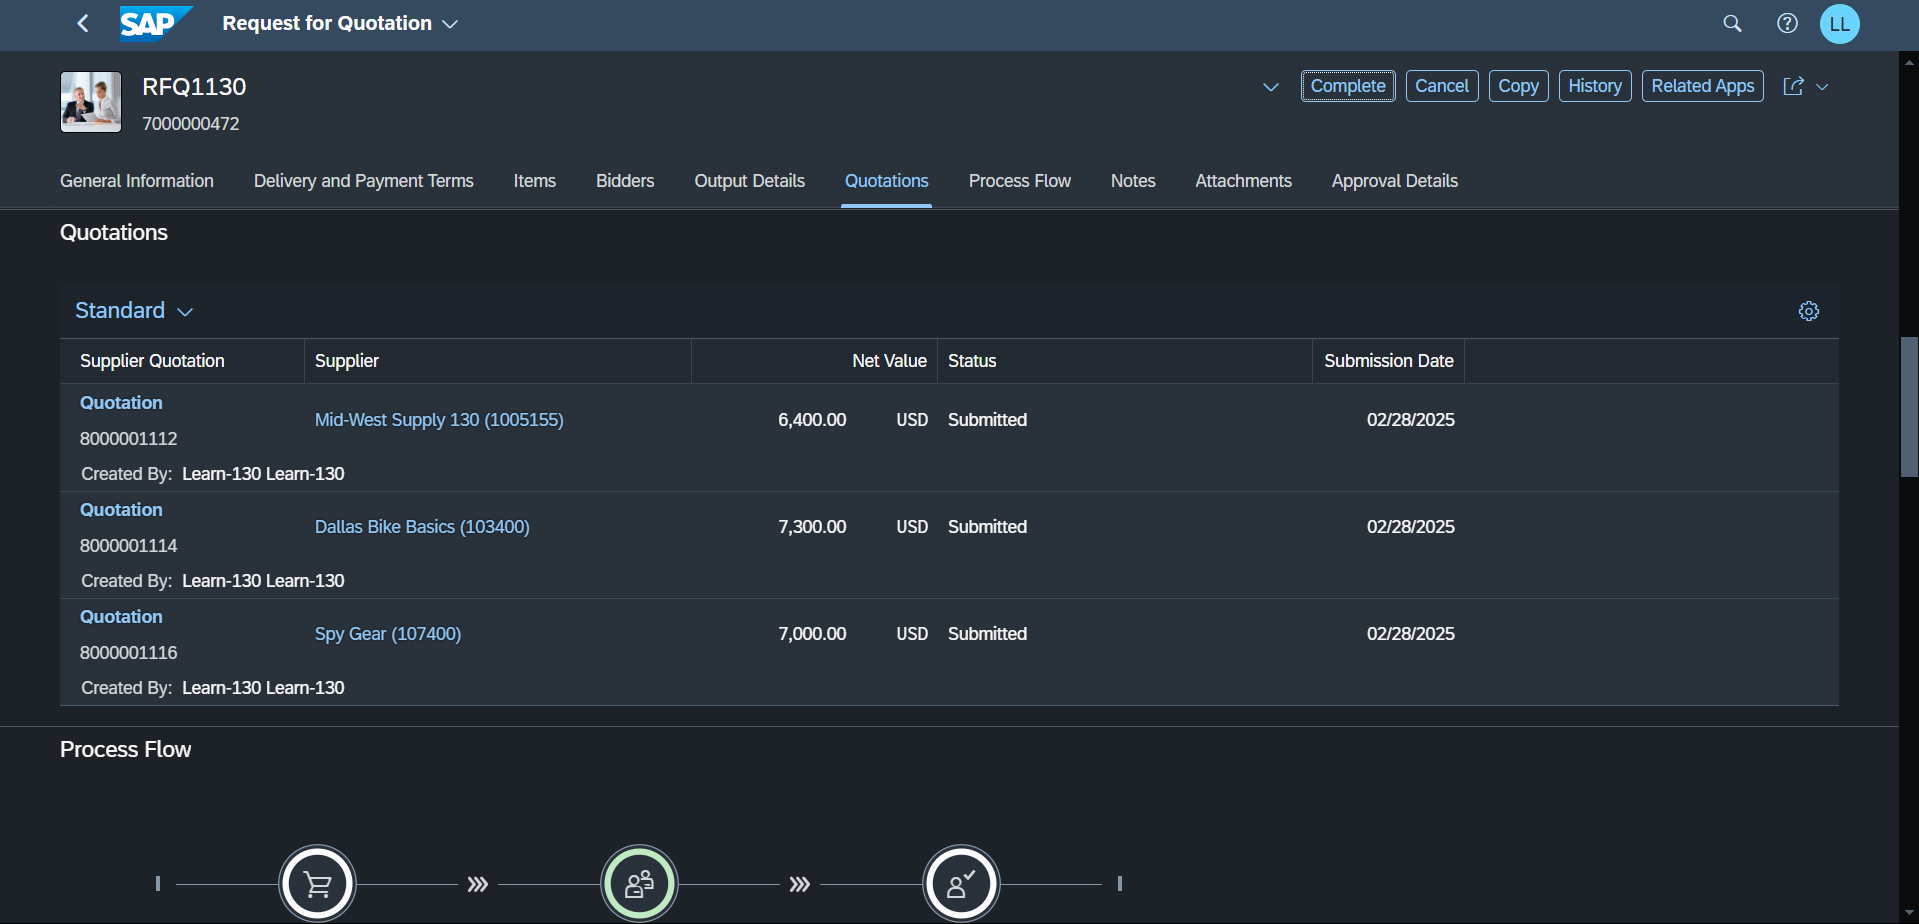 SAP Request for Quotation LL
RFQ1130
7000000472
Complete Cancel Copy History Related Apps
General Information Delivery and Payment Terms Items Bidders Output Details Quotations Process Flow Notes Attachments Approval Details
Quotations
Standard
Supplier Quotation Supplier Net Value Status Submission Date
Quotation
Mid-West Supply 130 (1005155) 6,400.00 USD Submitted 02/28/2025
8000001112
Created By: Learn-130 Learn-130
Quotation
Dallas Bike Basics (103400) 7,300.00 USD Submitted 02/28/2025
8000001114
Created By: Learn-130 Learn-130
Quotation
Spy Gear (107400) 7,000.00 USD Submitted 02/28/2025
8000001116
Created By: Learn-130 Learn-130
Process Flow